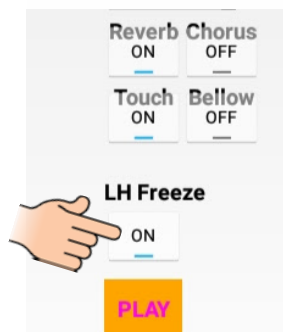 Reverb Chorus
ON OFF
Touch Bellow
ON OFF
LH Freeze
ON
PLAY